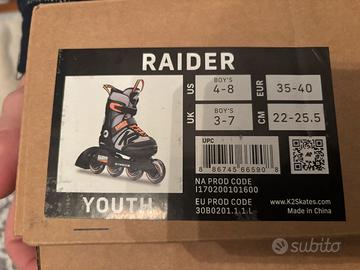 RAIDER
US
BOY'S
4-8
EUR
35-40
UK
BOY'S
3-7
CM
22-25.5
UPC
8 86745 66590 8
NA PROD CODE
I170200101600
EU PROD CODE
30B0201.1.1.L
www.K2Skates.com
Made in China
YOUTH
subito